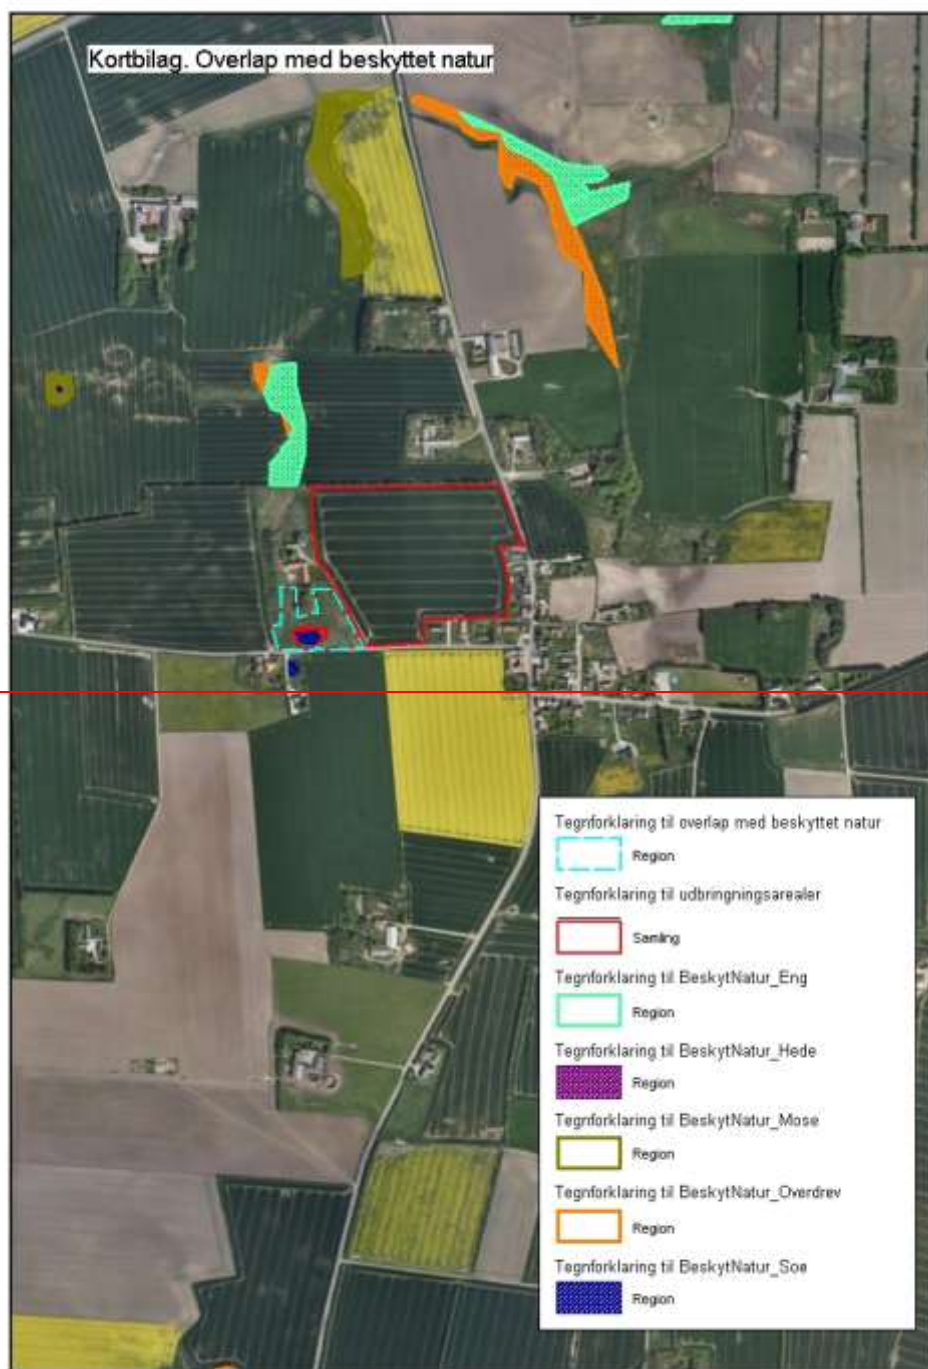 Kortbilag. Overlap med beskyttet natur
Tegnforklaring til overlap med beskyttet natur
Region
Tegnforklaring til udbringningsarealer
Samling
Tegnforklaring til BeskytNatur_Eng
Region
Tegnforklaring til BeskytNatur_Hede
Region
Tegnforklaring til BeskytNatur_Mose
Region
Tegnforklaring til BeskytNatur_Overdrev
Region
Tegnforklaring til BeskytNatur_Soe
Region